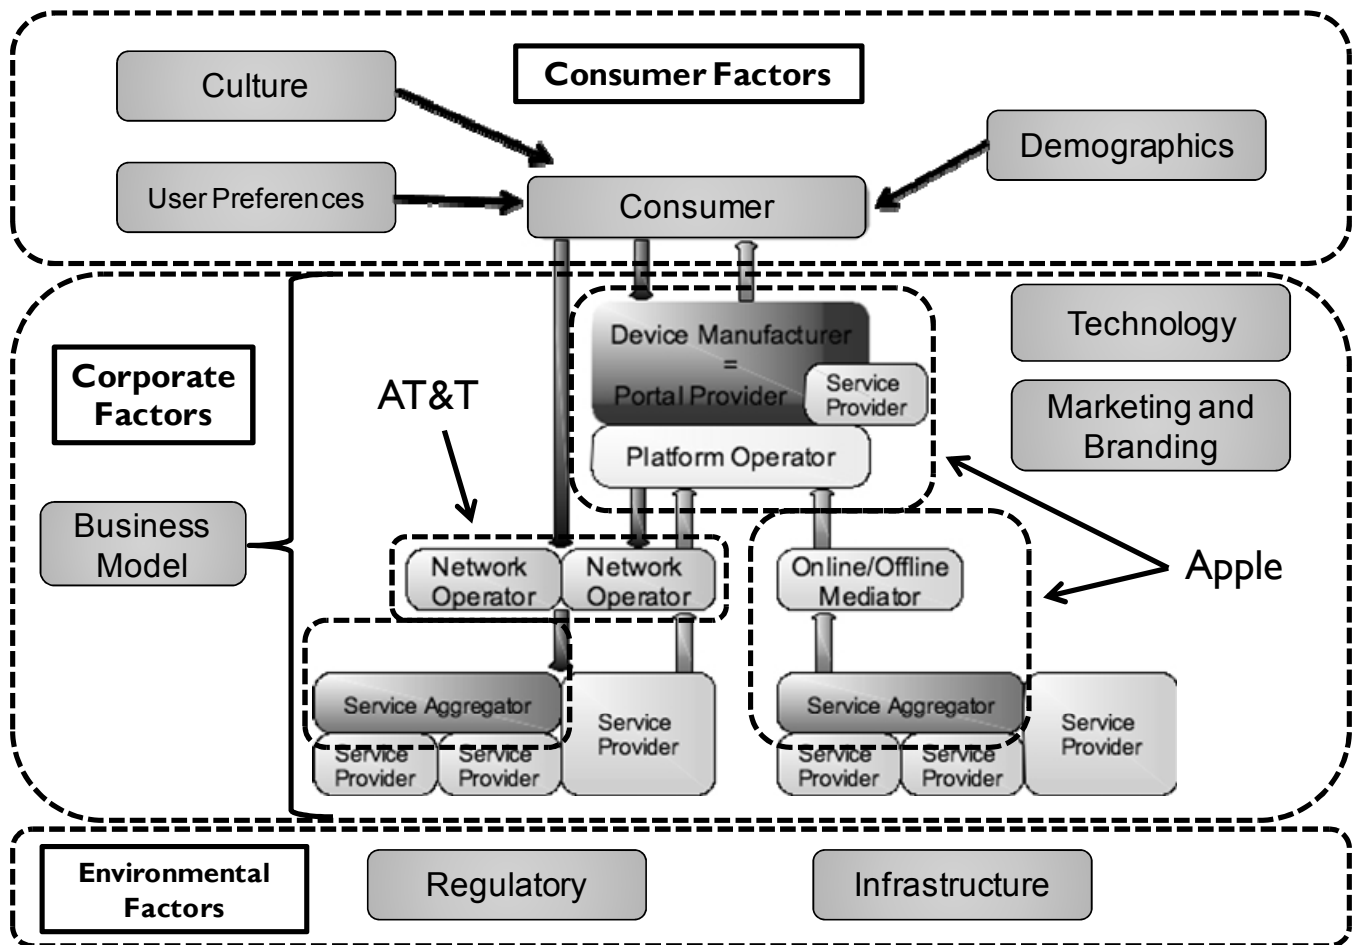 Consumer Factors
Culture
Demographics
User Preferences
Consumer
Technology
Device Manufacturer
=
Portal Provider
Service
Provider
Corporate
Factors
AT&T
Marketing and
Branding
Platform Operator
Business
Model
Network
Operator
Network
Operator
Online/Offline
Mediator
Apple
Service Aggregator
Service
Provider
Service Aggregator
Service
Provider
Service
Provider
Service
Provider
Service
Provider
Service
Provider
Environmental
Factors
Regulatory
Infrastructure